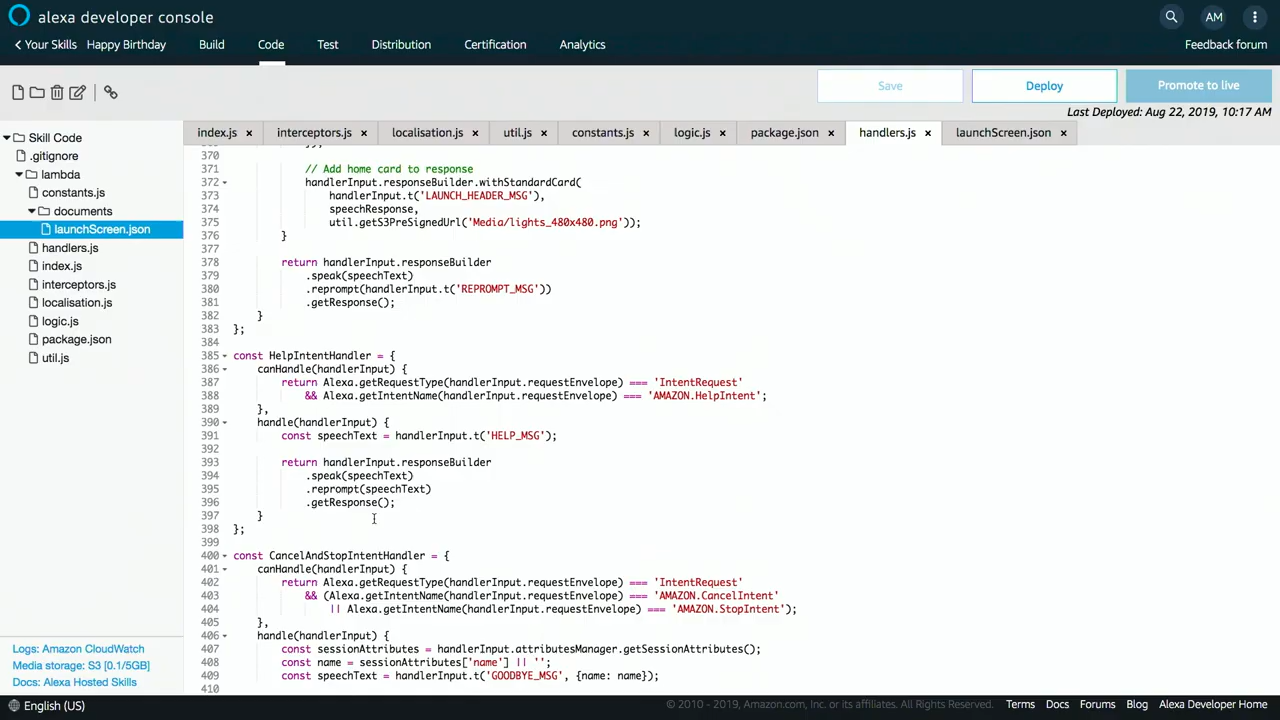 alexa developer console
AM
Your Skills Happy Birthday Build Code Test Distribution Certification Analytics
Feedback forum
Save Deploy Promote to live
Last Deployed: Aug 22, 2019, 10:17 AM
index.js × interceptors.js × localisation.js × util.js × constants.js × logic.js × package.json × handlers.js × launchScreen.json ×
Skill Code
.gitignore
lambda
constants.js
documents
launchScreen.json
handlers.js
index.js
interceptors.js
localisation.js
logic.js
package.json
util.js
370
371 // Add home card to response
372 handlerInput.responseBuilder.withStandardCard(
373 handlerInput.t('LAUNCH_HEADER_MSG'),
374 speechResponse,
375 util.getS3PreSignedUrl('Media/lights_480x480.png'));
376 }
377
378 return handlerInput.responseBuilder
379 .speak(speechText)
380 .reprompt(handlerInput.t('REPROMPT_MSG'))
381 .getResponse();
382 }
383 };
384
385 const HelpIntentHandler = {
386 canHandle(handlerInput) {
387 return Alexa.getRequestType(handlerInput.requestEnvelope) === 'IntentRequest'
388 && Alexa.getIntentName(handlerInput.requestEnvelope) === 'AMAZON.HelpIntent';
389 },
390 handle(handlerInput) {
391 const speechText = handlerInput.t('HELP_MSG');
392
393 return handlerInput.responseBuilder
394 .speak(speechText)
395 .reprompt(speechText)
396 .getResponse();
397 }
398 };
399
400 const CancelAndStopIntentHandler = {
401 canHandle(handlerInput) {
402 return Alexa.getRequestType(handlerInput.requestEnvelope) === 'IntentRequest'
403 && (Alexa.getIntentName(handlerInput.requestEnvelope) === 'AMAZON.CancelIntent'
404 || Alexa.getIntentName(handlerInput.requestEnvelope) === 'AMAZON.StopIntent');
405 },
406 handle(handlerInput) {
407 const sessionAttributes = handlerInput.attributesManager.getSessionAttributes();
408 const name = sessionAttributes['name'] || '';
409 const speechText = handlerInput.t('GOODBYE_MSG', {name: name});
410
Logs: Amazon CloudWatch
Media storage: S3 [0.1/5GB]
Docs: Alexa Hosted Skills
English (US)
© 2010 - 2019, Amazon.com, Inc. or its affiliates. All Rights Reserved. Terms Docs Forums Blog Alexa Developer Home